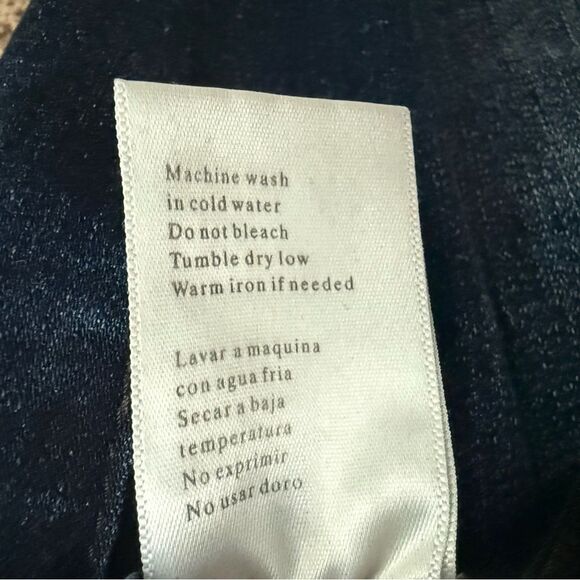 Machine wash
in cold water
Do not bleach
Tumble dry low
Warm iron if needed
Lavar a maquina
con agua fria
Secar a baja
temperatura
No exprimir
No usar doro